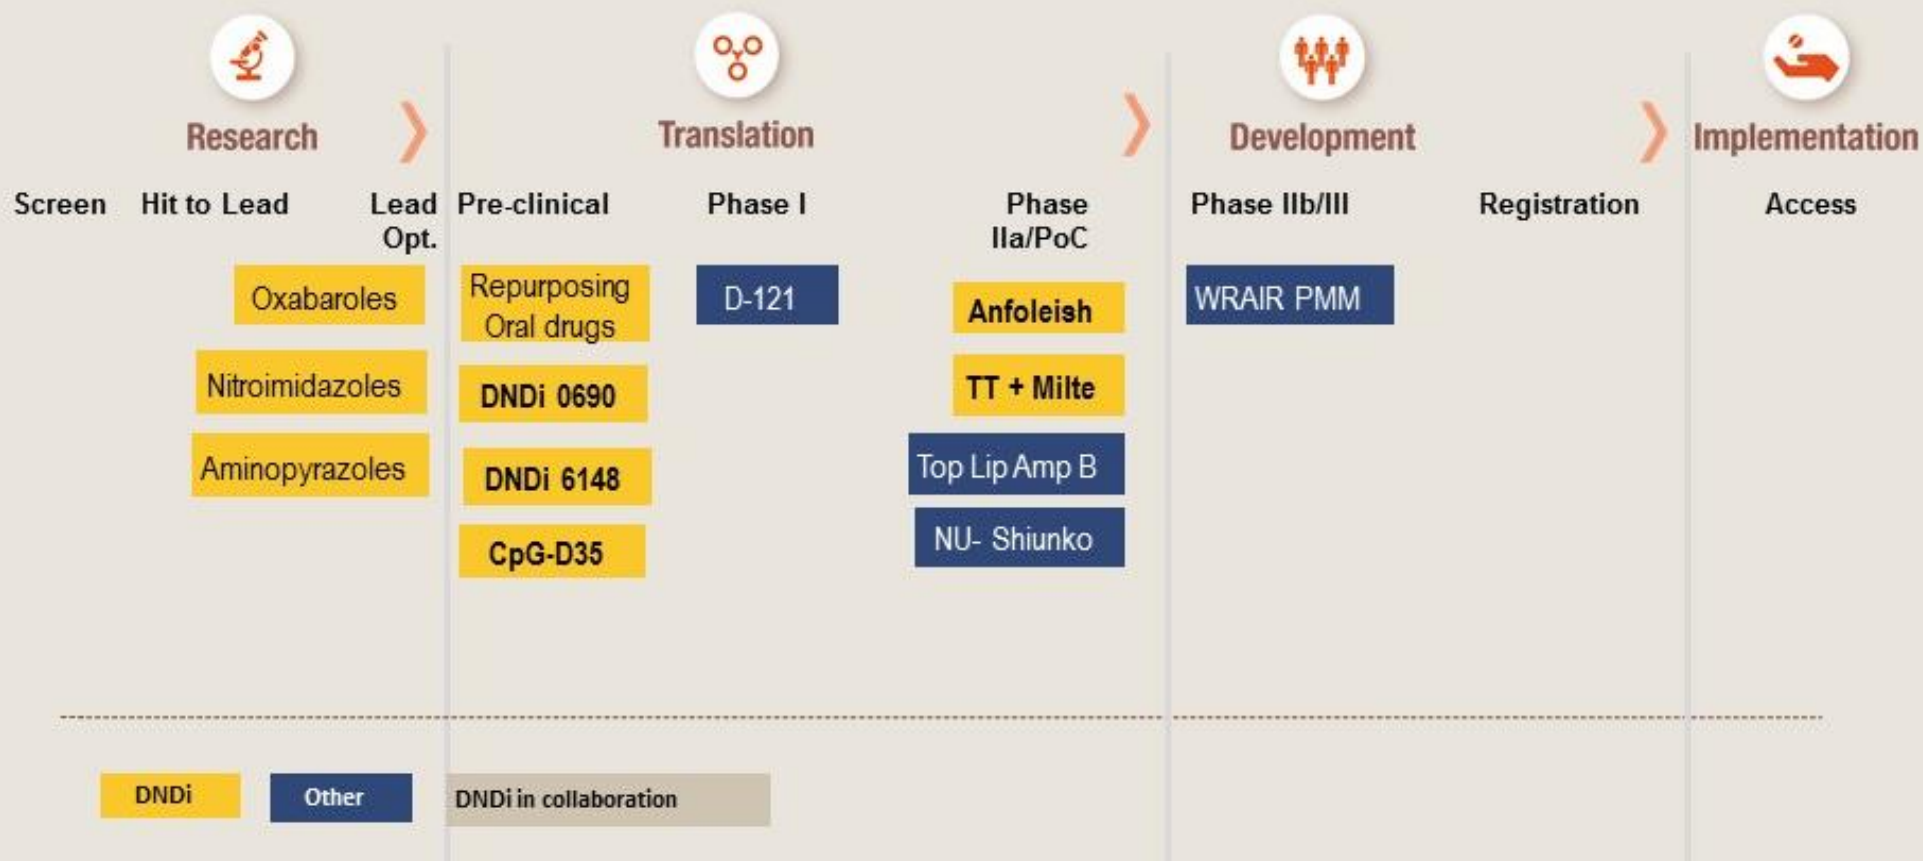 Research
Translation
Development
Implementation
Screen
Hit to Lead
Lead
Opt.
Pre-clinical
Phase I
Phase
IIa/PoC
Phase IIb/III
Registration
Access
Oxabaroles
Nitroimidazoles
Aminopyrazoles
Repurposing
Oral drugs
DNDi 0690
DNDi 6148
CpG-D35
D-121
Anfoleish
TT + Milte
Top Lip Amp B
NU- Shiunko
WRAIR PMM
DNDi
Other
DNDi in collaboration